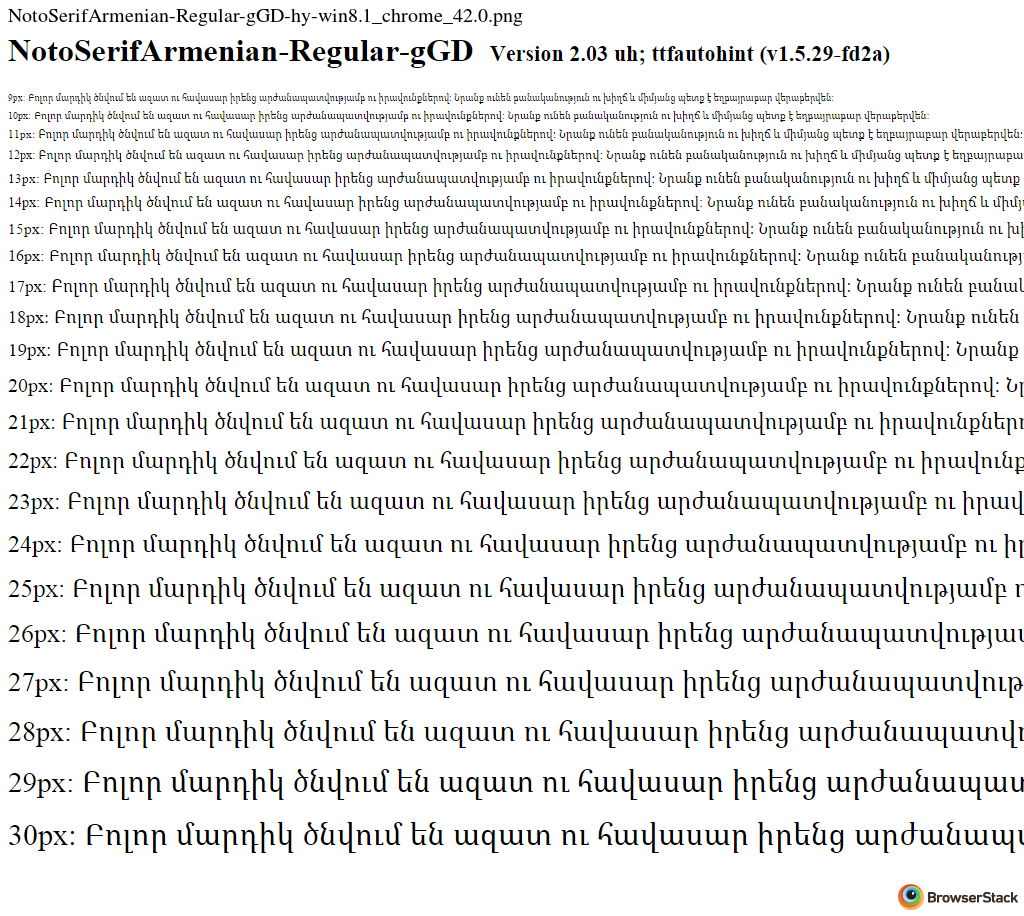 NotoSerifArmenian-Regular-gGD-hy-win8.1_chrome_42.0.png
NotoSerifArmenian-Regular-gGD Version 2.03 uh; ttfautohint (v1.5.29-fd2a)
9px: Բոլոր մարդիկ ծնվում են ազատ ու հավասար իրենց արժանապատվությամբ ու իրավունքներով: Նրանք ունեն բանականություն ու խիղճ և միմյանց պետք է եղբայրաբար վերաբերվեն:
10px: Բոլոր մարդիկ ծնվում են ազատ ու հավասար իրենց արժանապատվությամբ ու իրավունքներով: Նրանք ունեն բանականություն ու խիղճ և միմյանց պետք է եղբայրաբար վերաբերվեն:
11px: Բոլոր մարդիկ ծնվում են ազատ ու հավասար իրենց արժանապատվությամբ ու իրավունքներով: Նրանք ունեն բանականություն ու խիղճ և միմյանց պետք է եղբայրաբար վերաբերվեն:
12px: Բոլոր մարդիկ ծնվում են ազատ ու հավասար իրենց արժանապատվությամբ ու իրավունքներով: Նրանք ունեն բանականություն ու խիղճ և միմյանց պետք է եղբայրաբա
13px: Բոլոր մարդիկ ծնվում են ազատ ու հավասար իրենց արժանապատվությամբ ու իրավունքներով: Նրանք ունեն բանականություն ու խիղճ և միմյանց պետք
14px: Բոլոր մարդիկ ծնվում են ազատ ու հավասար իրենց արժանապատվությամբ ու իրավունքներով: Նրանք ունեն բանականություն ու խիղճ և միմյ
15px: Բոլոր մարդիկ ծնվում են ազատ ու հավասար իրենց արժանապատվությամբ ու իրավունքներով: Նրանք ունեն բանականություն ու խի
16px: Բոլոր մարդիկ ծնվում են ազատ ու հավասար իրենց արժանապատվությամբ ու իրավունքներով: Նրանք ունեն բանականությ
17px: Բոլոր մարդիկ ծնվում են ազատ ու հավասար իրենց արժանապատվությամբ ու իրավունքներով: Նրանք ունեն բանակ
18px: Բոլոր մարդիկ ծնվում են ազատ ու հավասար իրենց արժանապատվությամբ ու իրավունքներով: Նրանք ունեն
19px: Բոլոր մարդիկ ծնվում են ազատ ու հավասար իրենց արժանապատվությամբ ու իրավունքներով: Նրանք
20px: Բոլոր մարդիկ ծնվում են ազատ ու հավասար իրենց արժանապատվությամբ ու իրավունքներով: Նր
21px: Բոլոր մարդիկ ծնվում են ազատ ու հավասար իրենց արժանապատվությամբ ու իրավունքներ
22px: Բոլոր մարդիկ ծնվում են ազատ ու հավասար իրենց արժանապատվությամբ ու իրավունք
23px: Բոլոր մարդիկ ծնվում են ազատ ու հավասար իրենց արժանապատվությամբ ու իրավ
24px: Բոլոր մարդիկ ծնվում են ազատ ու հավասար իրենց արժանապատվությամբ ու իր
25px: Բոլոր մարդիկ ծնվում են ազատ ու հավասար իրենց արժանապատվությամբ ո
26px: Բոլոր մարդիկ ծնվում են ազատ ու հավասար իրենց արժանապատվությա
27px: Բոլոր մարդիկ ծնվում են ազատ ու հավասար իրենց արժանապատվութ
28px: Բոլոր մարդիկ ծնվում են ազատ ու հավասար իրենց արժանապատվո
29px: Բոլոր մարդիկ ծնվում են ազատ ու հավասար իրենց արժանապատ
30px: Բոլոր մարդիկ ծնվում են ազատ ու հավասար իրենց արժանապ
BrowserStack